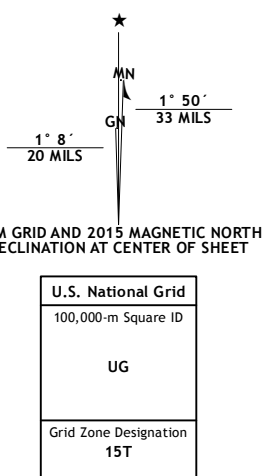 MN
1° 50´
33 MILS
GN
1° 8´
20 MILS
GRID AND 2015 MAGNETIC NORTH
AT CENTER OF SHEET
U.S. National Grid
100,000-m Square ID
UG
Grid Zone Designation
15T